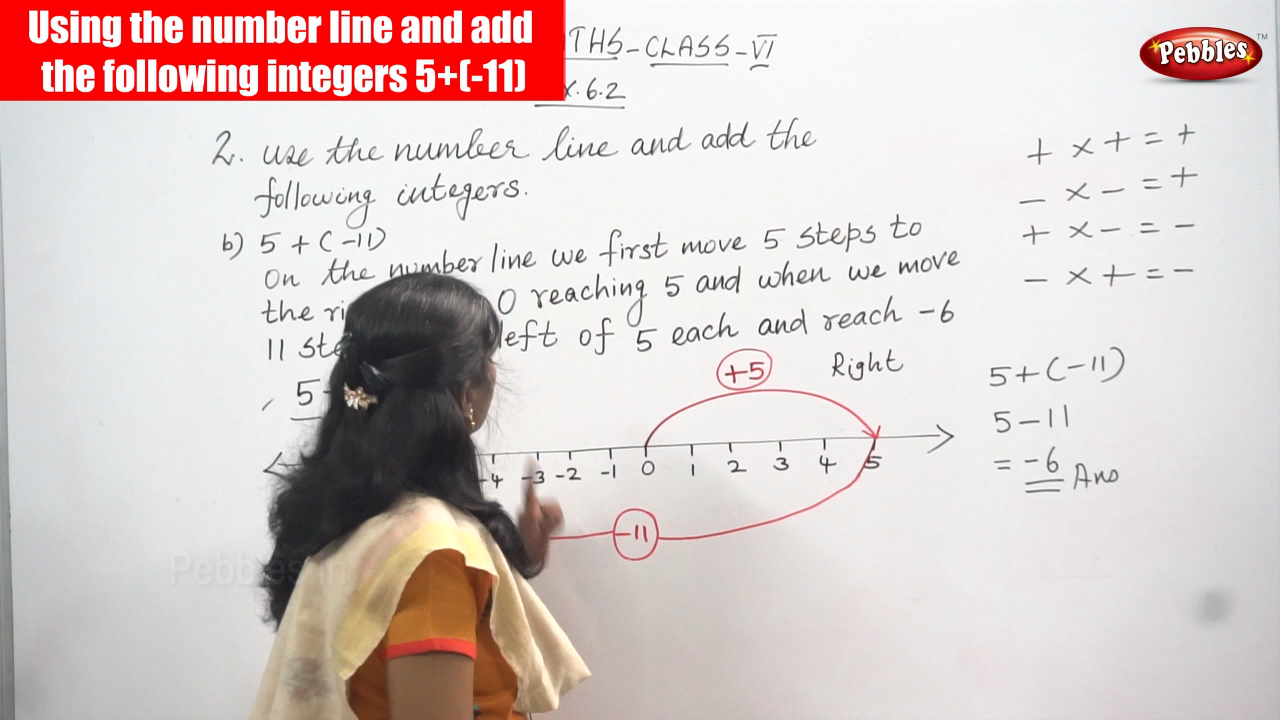 Using the number line and add
the following integers 5+(-11)
THS-CLASS-VI
x. 6.2
Pebbles TM
2. use the number line and add the
following integers.
b) 5 + (-11)
On the number line we first move 5 steps to
the ri 0 reaching 5 and when we move
11 ste left of 5 each and reach -6
5
+5 Right
-4 -3 -2 -1 0 1 2 3 4 5
-11
+ x + = +
- x - = +
+ x - = -
- x + = -
5+(-11)
5-11
= -6 Ans
Pebbles.in